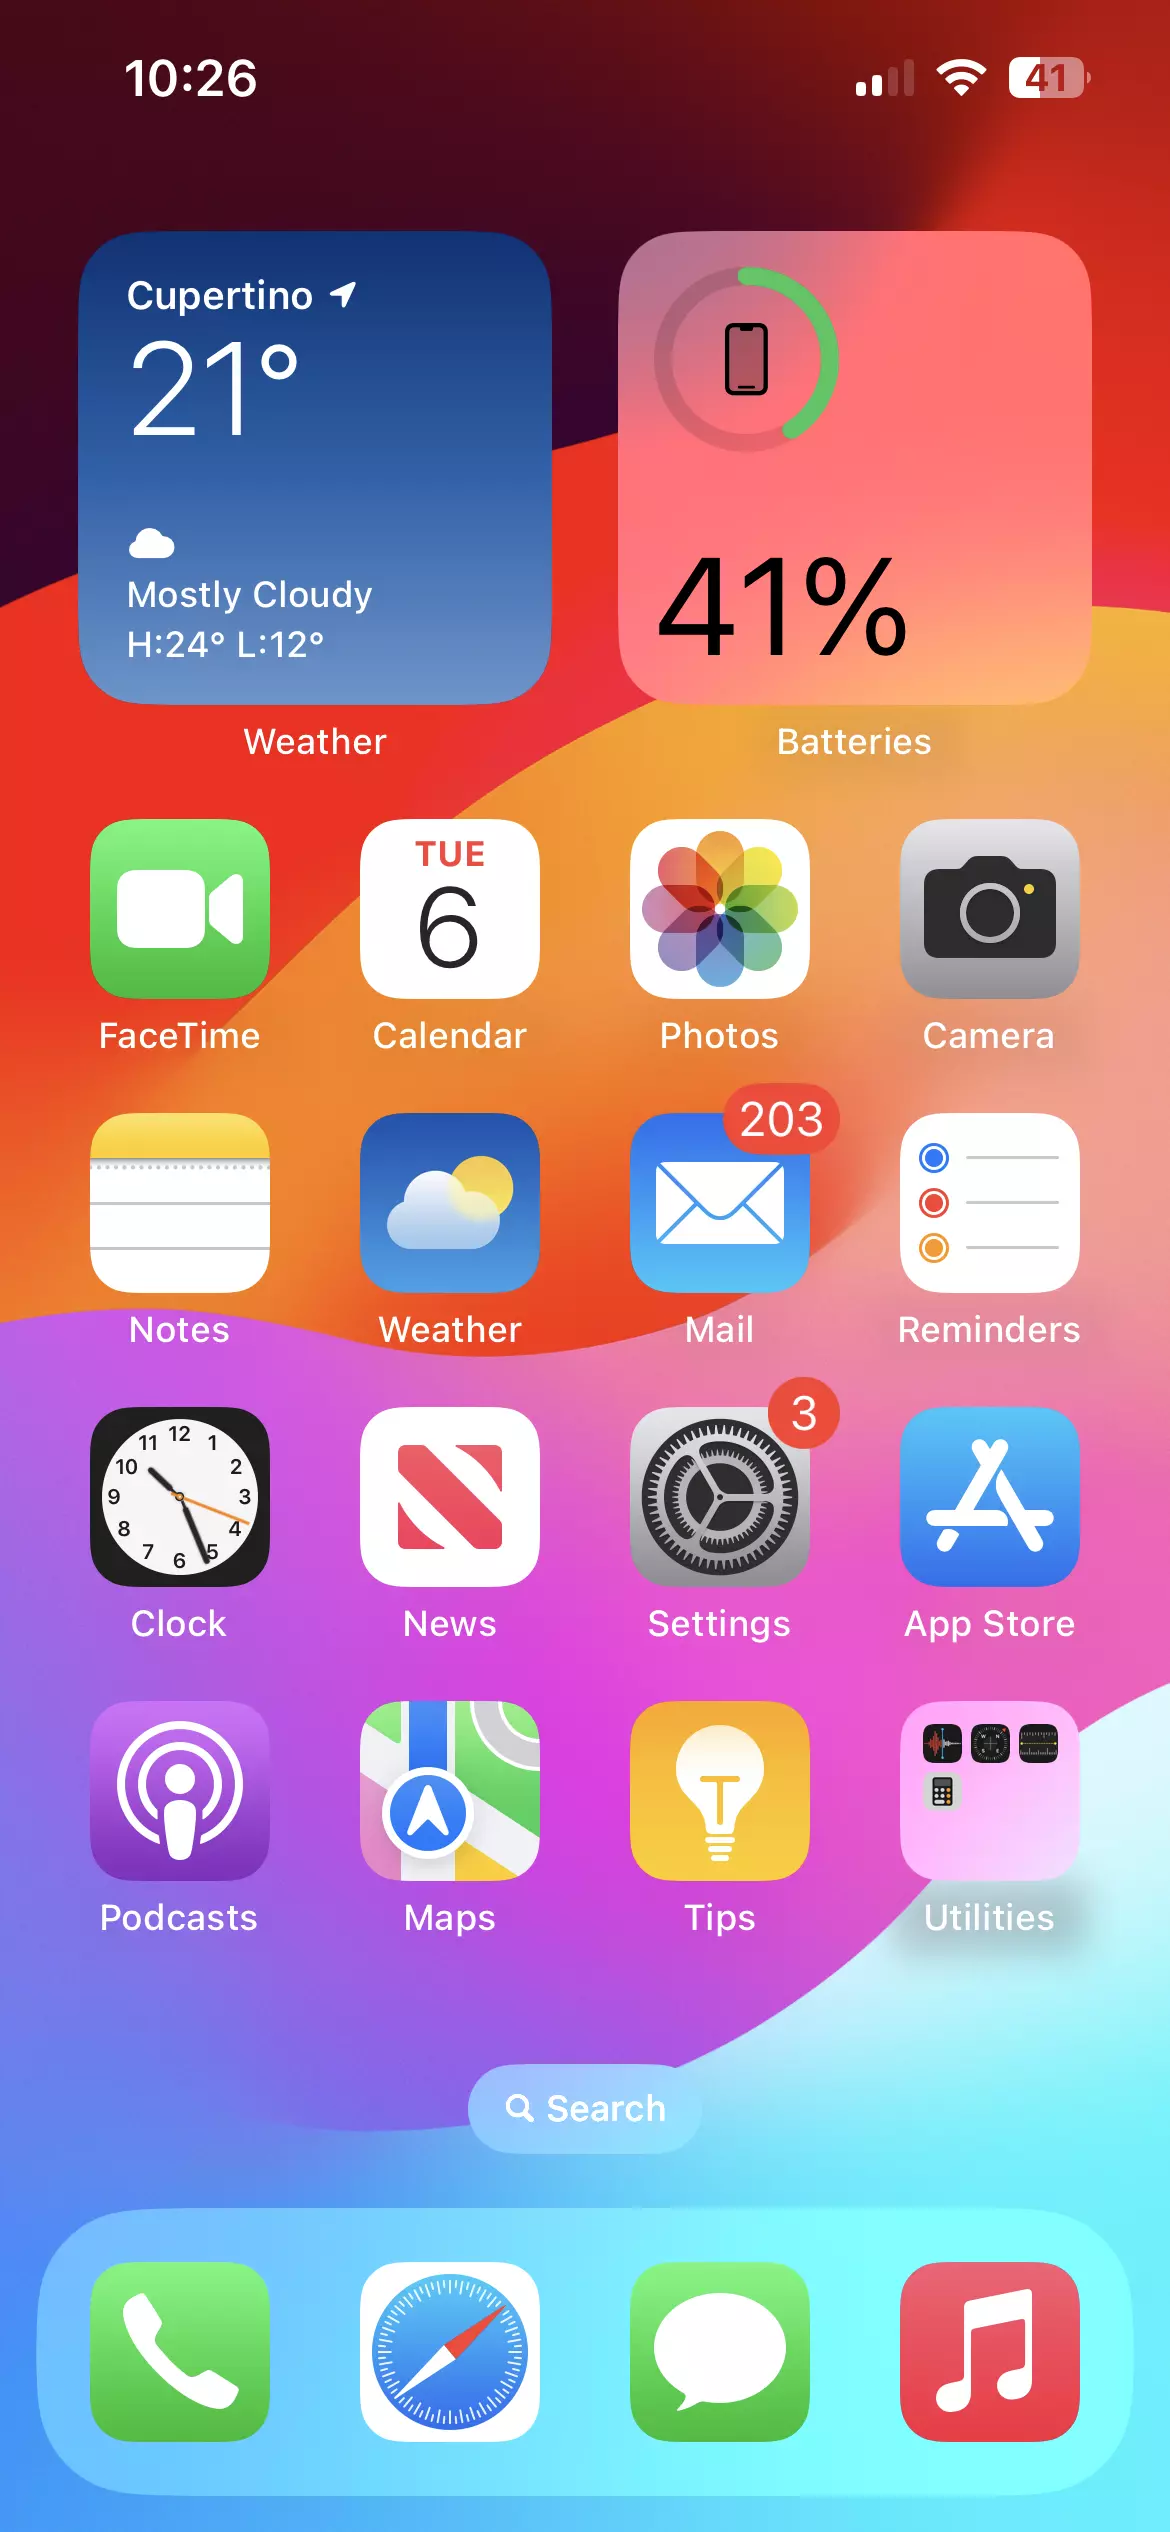 10:26
41
Cupertino
21°
Mostly Cloudy
H:24° L:12°
Weather
41%
Batteries
FaceTime
TUE
6
Calendar
Photos
Camera
Notes
Weather
203
Mail
Reminders
12
1
2
3
4
5
6
7
8
9
10
11
Clock
News
3
Settings
App Store
Podcasts
Maps
Tips
Utilities
Search